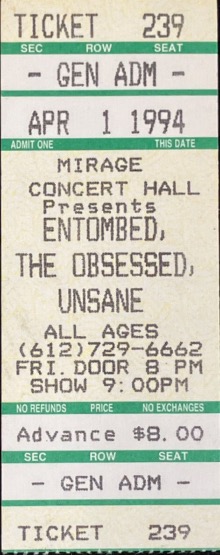 TICKET 239
SEC ROW SEAT
- GEN ADM -
APR 1 1994
ADMIT ONE THIS DATE
MIRAGE
CONCERT HALL
Presents
ENTOMBED,
THE OBSESSED,
UNSANE
ALL AGES
(612)729-6662
FRI. DOOR 8 PM
SHOW 9:00PM
NO REFUNDS PRICE NO EXCHANGES
Advance $8.00
SEC ROW SEAT
- GEN ADM -
TICKET 239